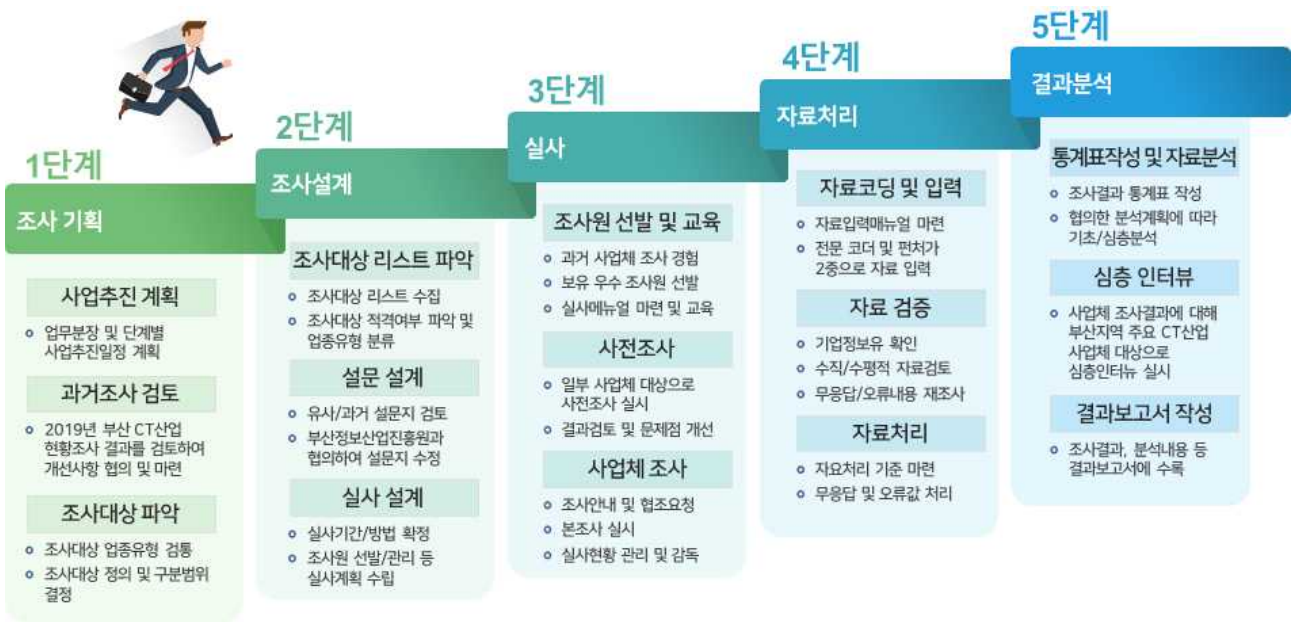 1단계
조사 기획
사업추진 계획
업무분장 및 단계별
사업추진일정 계획
과거조사 검토
2019년 부산 CT산업
현황조사 결과를 검토하여
개선사항 협의 및 마련
조사대상 파악
조사대상 업종유형 검통
조사대상 정의 및 구분범위
결정
2단계
조사설계
조사대상 리스트 파악
조사대상 리스트 수집
조사대상 적격여부 파악 및
업종유형 분류
설문 설계
유사/과거 설문지 검토
부산정보산업진흥원과
협의하여 설문지 수정
실사 설계
실사기간/방법 확정
조사원 선발/관리 등
실사계획 수립
3단계
실사
조사원 선발 및 교육
과거 사업체 조사 경험
보유 우수 조사원 선발
실사메뉴얼 마련 및 교육
사전조사
일부 사업체 대상으로
사전조사 실시
결과검토 및 문제점 개선
사업체 조사
조사안내 및 협조요청
본조사 실시
실사현황 관리 및 감독
4단계
자료처리
자료코딩 및 입력
자료입력매뉴얼 마련
전문 코더 및 펀처가
2중으로 자료 입력
자료 검증
기업정보유 확인
수직/수평적 자료검토
무응답/오류내용 재조사
자료처리
자요처리 기준 마련
무응답 및 오류값 처리
5단계
결과분석
통계표작성 및 자료분석
조사결과 통계표 작성
협의한 분석계획에 따라
기초/심층분석
심층 인터뷰
사업체 조사결과에 대해
부산지역 주요 CT산업
사업체 대상으로
심층인터뉴 실시
결과보고서 작성
조사결과, 분석내용 등
결과보고서에 수록